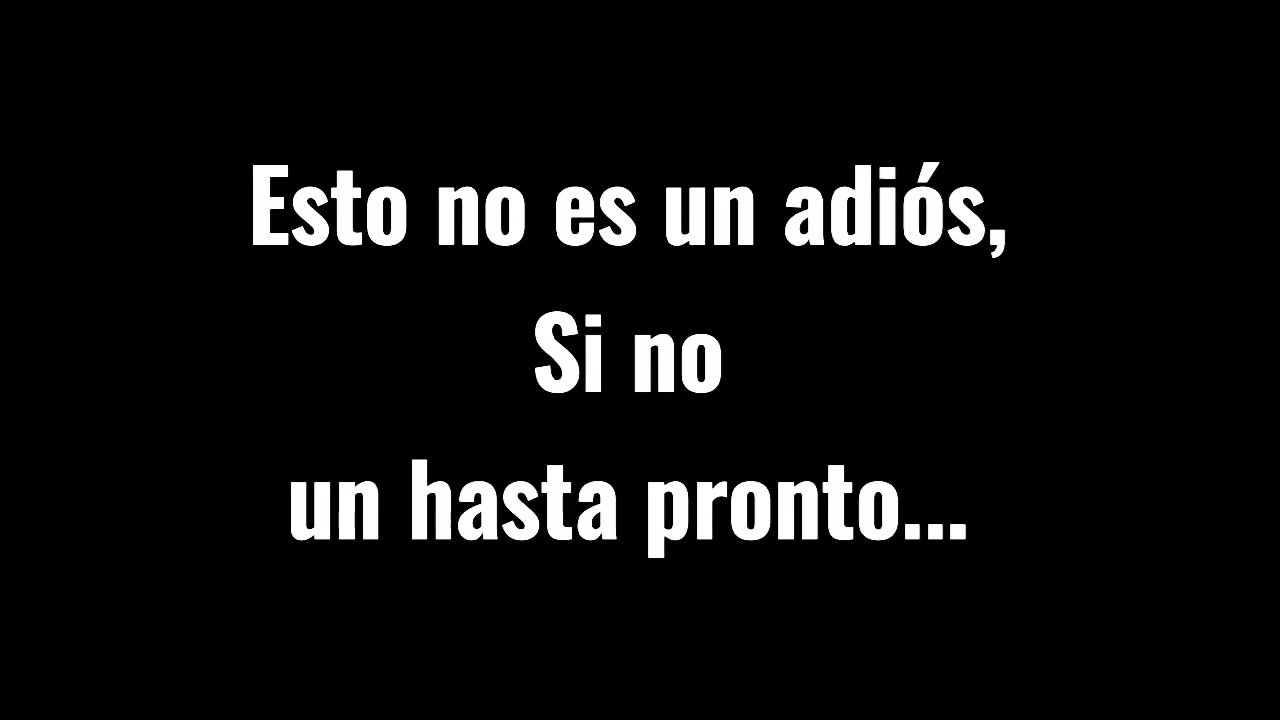 Esto no es un adiós,
Si no
un hasta pronto...